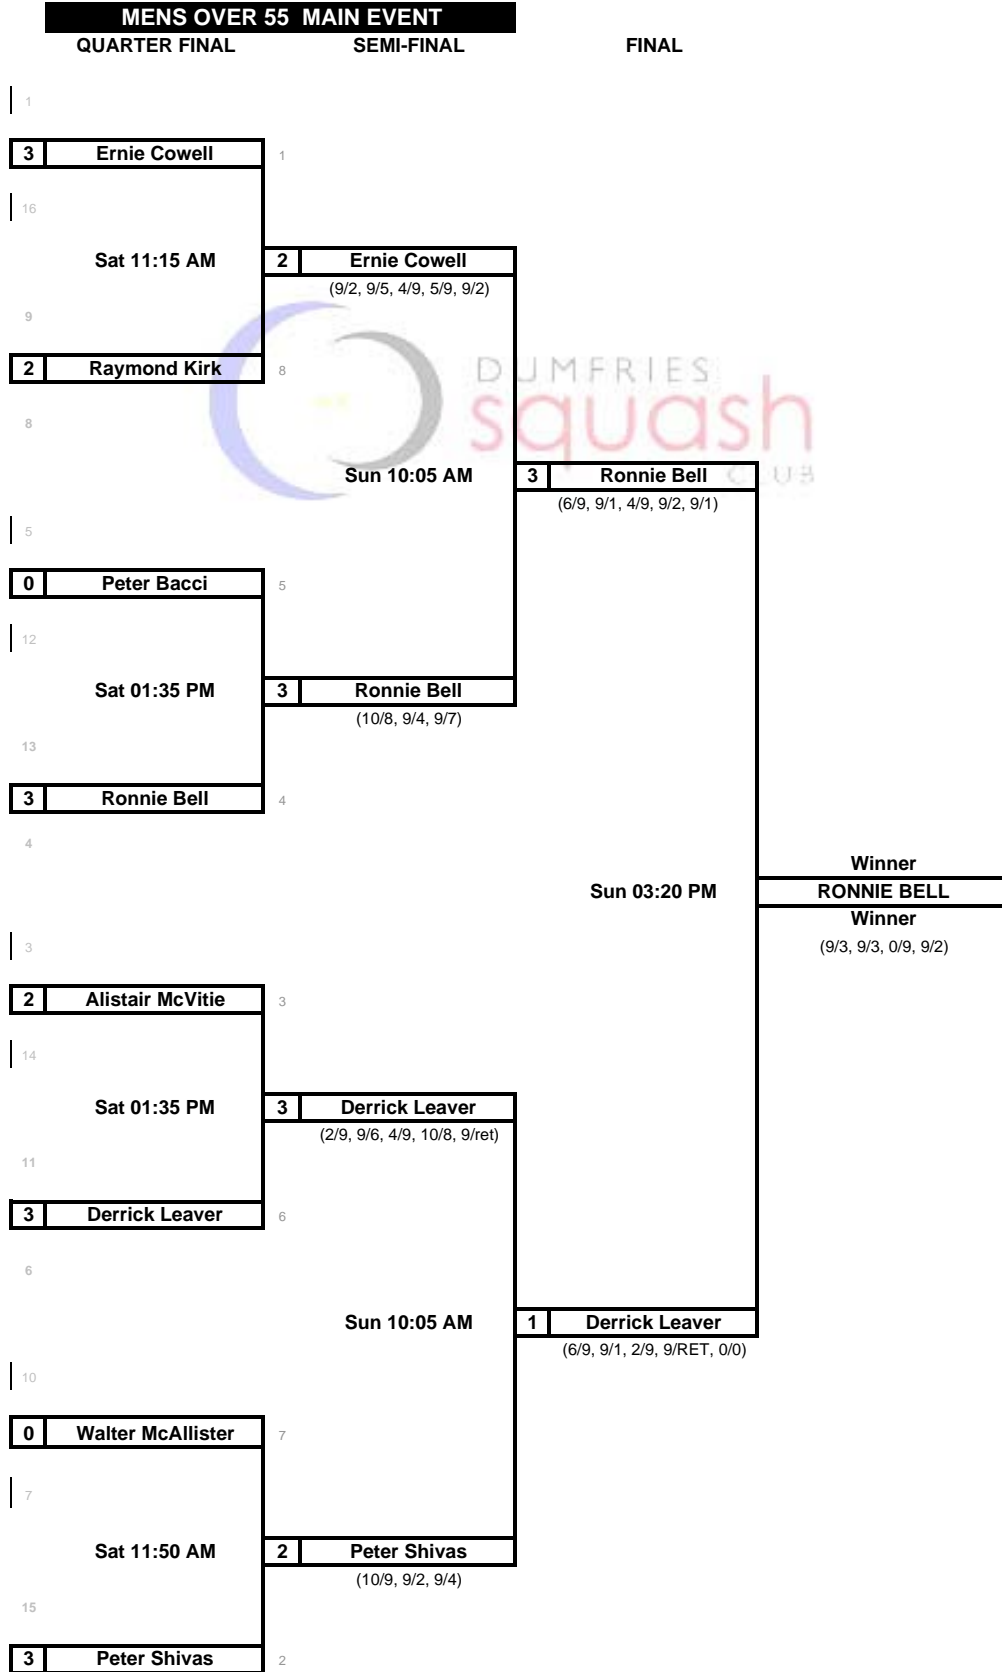 MENS OVER 55 MAIN EVENT
QUARTER FINAL SEMI-FINAL FINAL
1
3 Ernie Cowell 1
16
Sat 11:15 AM 2 Ernie Cowell
(9/2, 9/5, 4/9, 5/9, 9/2)
9
2 Raymond Kirk 8
DUMFRIES
squash
CLUB
8
Sun 10:05 AM 3 Ronnie Bell
(6/9, 9/1, 4/9, 9/2, 9/1)
5
0 Peter Bacci 5
12
Sat 01:35 PM 3 Ronnie Bell
(10/8, 9/4, 9/7)
13
3 Ronnie Bell 4
4
Winner
Sun 03:20 PM RONNIE BELL
Winner
3 (9/3, 9/3, 0/9, 9/2)
2 Alistair McVitie 3
14
Sat 01:35 PM 3 Derrick Leaver
(2/9, 9/6, 4/9, 10/8, 9/ret)
11
3 Derrick Leaver 6
6
Sun 10:05 AM 1 Derrick Leaver
(6/9, 9/1, 2/9, 9/RET, 0/0)
10
0 Walter McAllister 7
7
Sat 11:50 AM 2 Peter Shivas
(10/9, 9/2, 9/4)
15
3 Peter Shivas 2